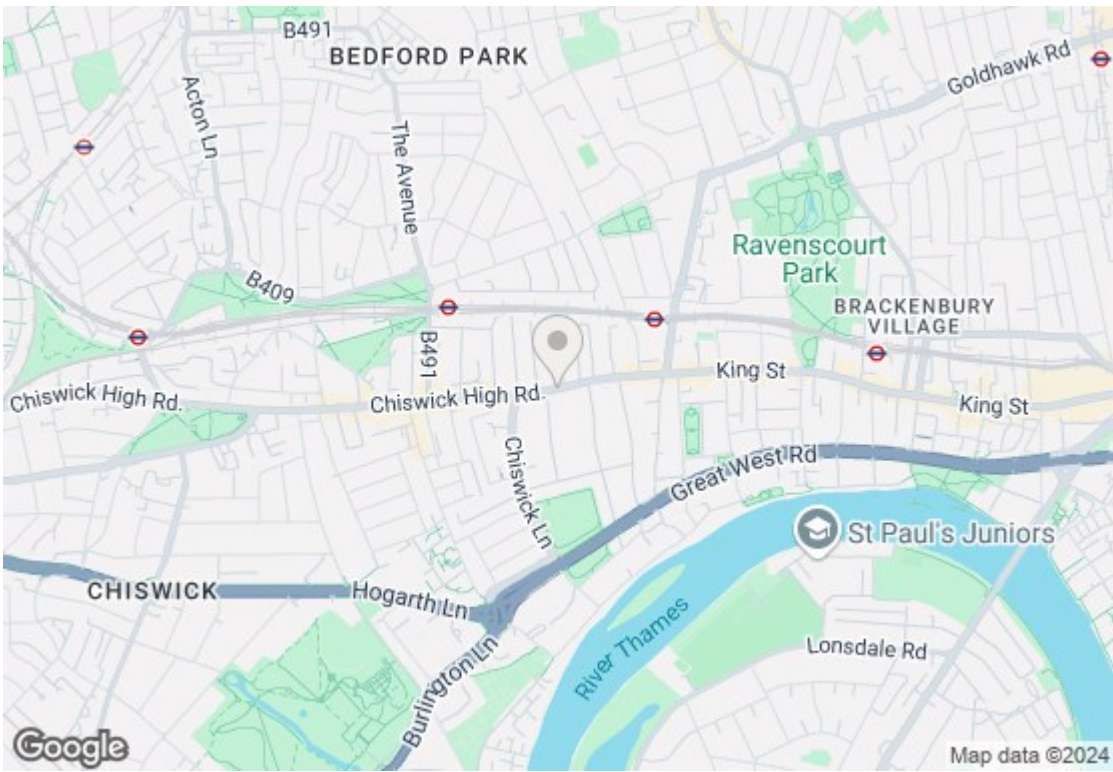 B491
BEDFORD PARK
Goldhawk Rd
Acton Ln
The Avenue
Ravenscourt
Park
B409
BRACKENBURY
VILLAGE
B491
King St
Chiswick High Rd.
Chiswick High Rd.
King St
Chiswick Ln
Great West Rd
St Paul's Juniors
CHISWICK
Hogarth Ln
River Thames
Lonsdale Rd
Burlington Ln
Google
Map data ©2024